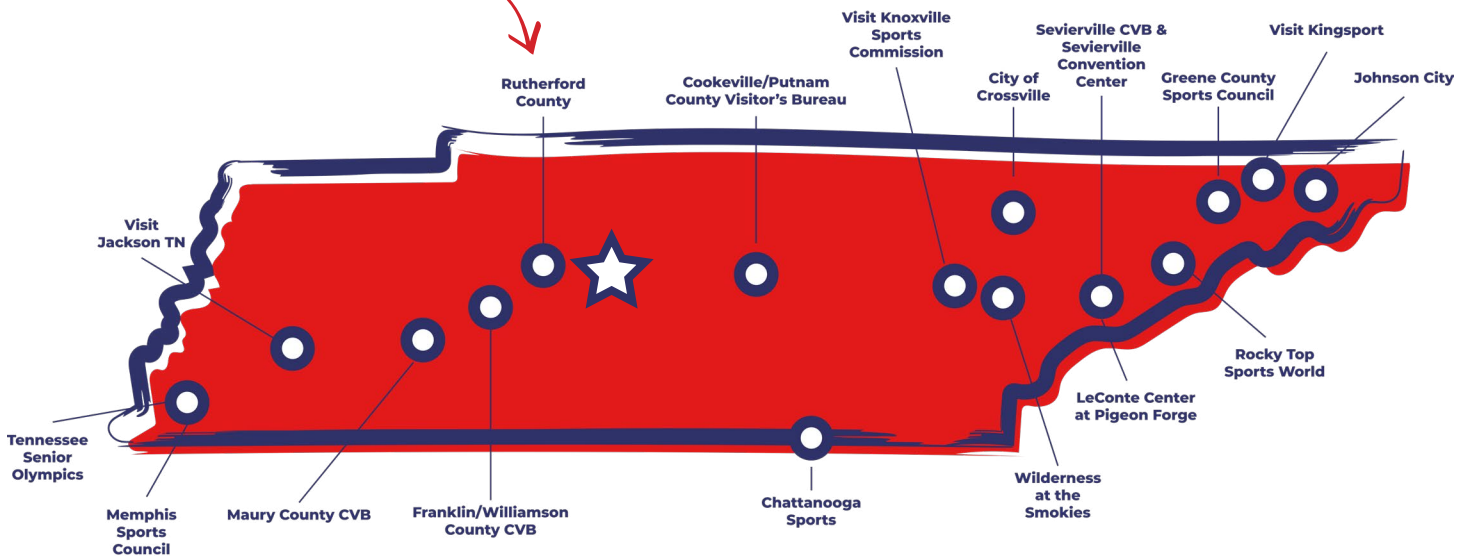 Visit Knoxville
Sports
Commission
Sevierville CVB &
Sevierville
Convention
Center
Visit Kingsport
Rutherford
County
Cookeville/Putnam
County Visitor’s Bureau
City of
Crossville
Greene County
Sports Council
Johnson City
Visit
Jackson TN
Rocky Top
Sports World
LeConte Center
at Pigeon Forge
Tennessee
Senior
Olympics
Memphis
Sports
Council
Maury County CVB
Franklin/Williamson
County CVB
Chattanooga
Sports
Wilderness
at the
Smokies